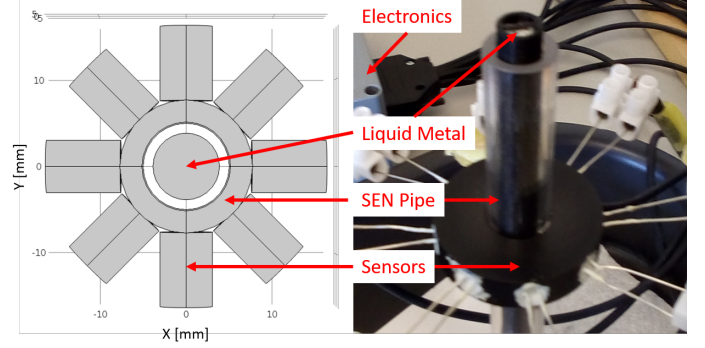 Electronics
Liquid Metal
SEN Pipe
Sensors
10
0
-10
Y [mm]
-10
0
10
X [mm]